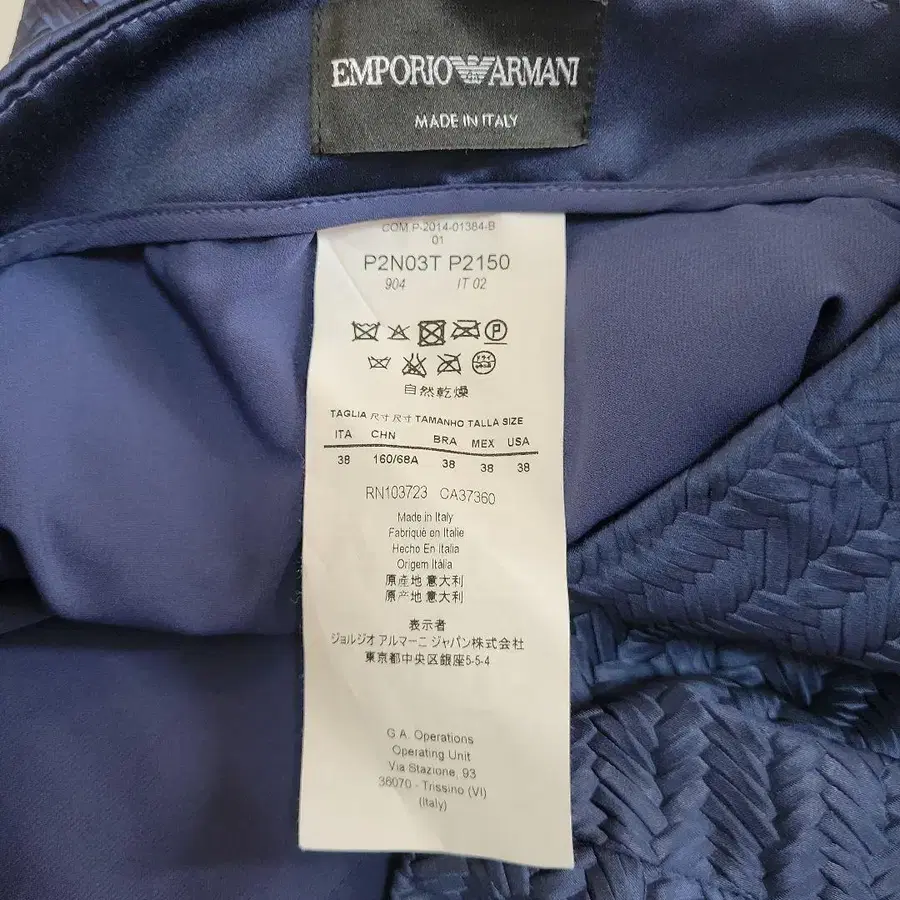 EMPORIO ARMANI
MADE IN ITALY
COM P-2014-01384-B
01
P2N03T P2150
904 IT 02
P
ドライ
自然乾燥
TAGLIA 尺寸 尺寸 TAMANHO TALLA SIZE
ITA CHN BRA MEX USA
38 160/68A 38 38 38
RN103723 CA37360
Made in Italy
Fabriqué en Italie
Hecho En Italia
Origem Itália
原產地 意大利
原产地 意大利
表示者
ジョルジオ アルマーニ ジャパン株式会社
東京都中央区銀座5-5-4
G.A. Operations
Operating Unit
Via Stazione, 93
36070 - Trissino (VI)
(Italy)